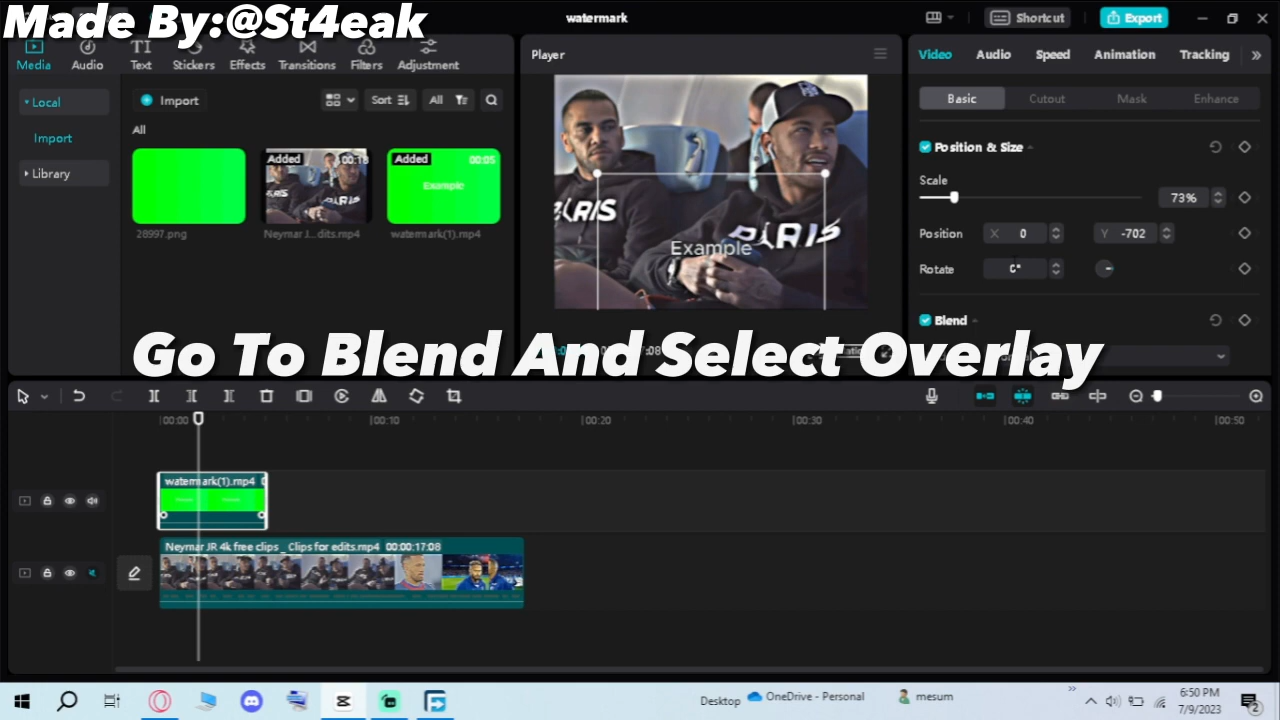 Made By:@St4eak
watermark
Shortcut
Export
Media
Audio
Text
Stickers
Effects
Transitions
Filters
Adjustment
Local
Import
Library
Import
Sort
All
All
Added
00:18
Added
00:05
Example
28997.png
Neymar J...dits.mp4
watermark(1).mp4
Player
PARIS
Example
Video
Audio
Speed
Animation
Tracking
Basic
Cutout
Mask
Enhance
Position & Size
Scale
73%
Position
X 0
Y -702
Rotate
0°
Blend
Go To Blend And Select Overlay
00:00
00:10
00:20
00:30
00:40
00:50
watermark(1).mp4
Neymar JR 4k free clips _ Clips for edits.mp4 00:00:17:08
Desktop
OneDrive - Personal
mesum
6:50 PM
7/9/2023
2